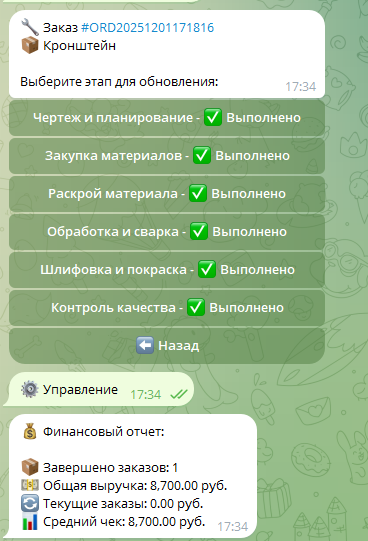 🔧 Заказ #ORD20251201171816
📦 Кронштейн
Выберите этап для обновления:
17:34
Чертеж и планирование - ✅ Выполнено
Закупка материалов - ✅ Выполнено
Раскрой материала - ✅ Выполнено
Обработка и сварка - ✅ Выполнено
Шлифовка и покраска - ✅ Выполнено
Контроль качества - ✅ Выполнено
⬅️ Назад
⚙️ Управление 17:34
💰 Финансовый отчет:
📦 Завершено заказов: 1
💵 Общая выручка: 8,700.00 руб.
🔄 Текущие заказы: 0.00 руб.
📊 Средний чек: 8,700.00 руб. 17:34